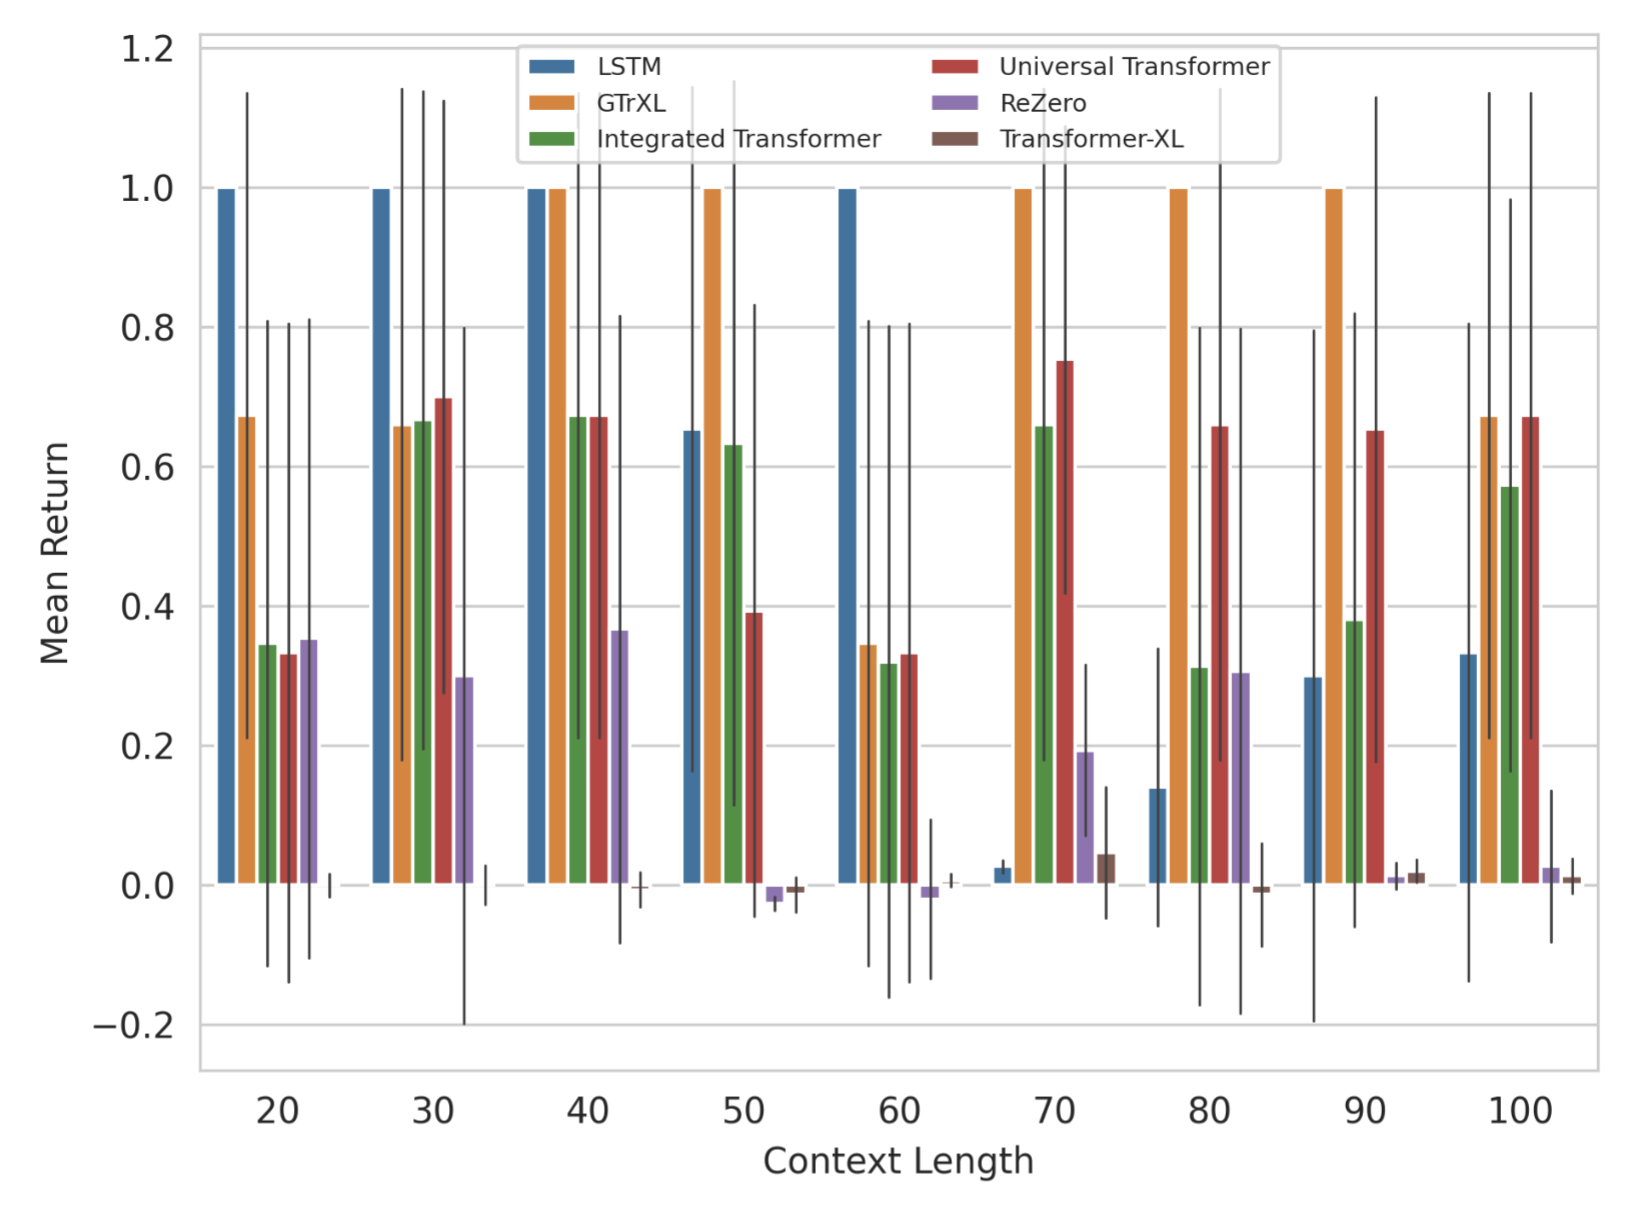 1.2
1.0
0.8
0.6
0.4
0.2
0.0
−0.2
Mean Return
LSTM
GTrXL
Integrated Transformer
Universal Transformer
ReZero
Transformer-XL
20 30 40 50 60 70 80 90 100
Context Length